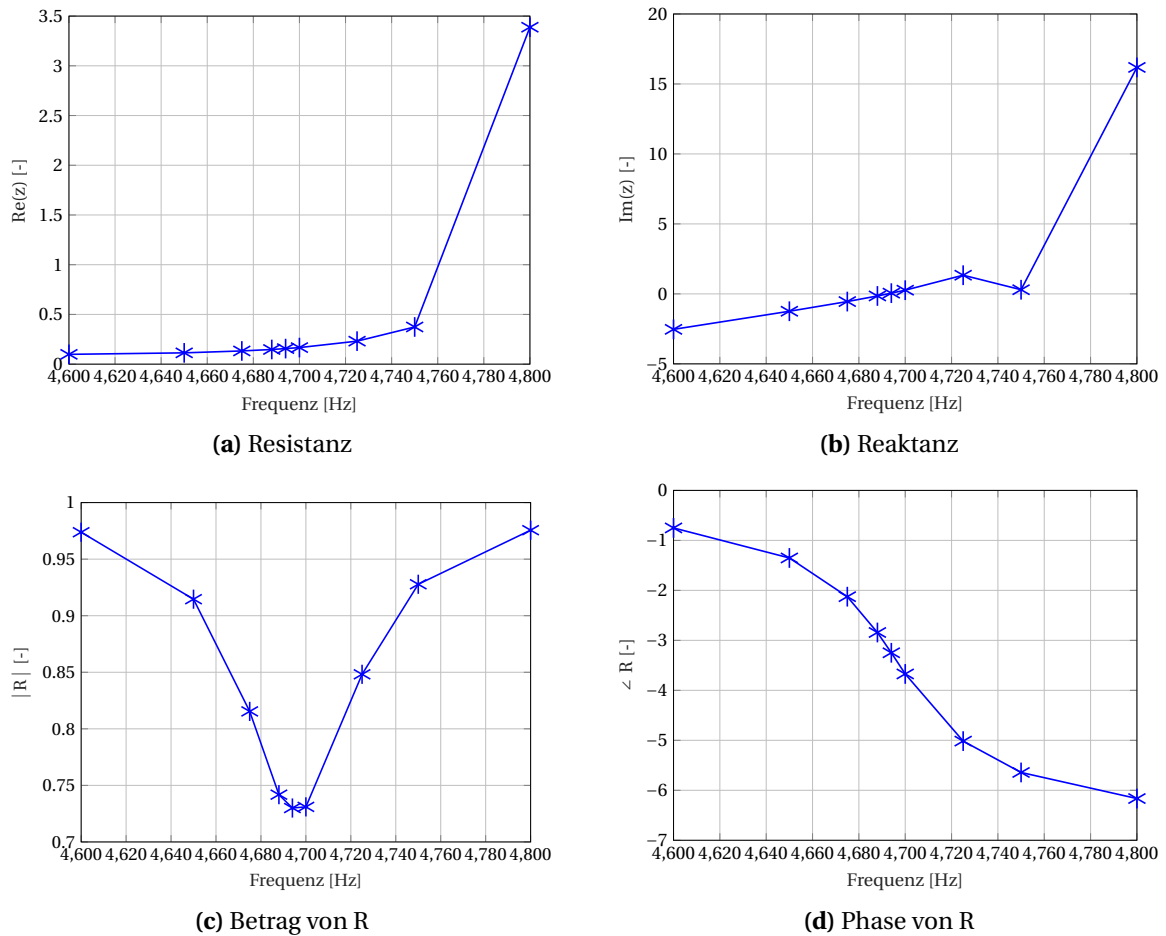 3.5
3
2.5
2
1.5
1
0.5
0
Re(z) [-]
4,600 4,620 4,640 4,660 4,680 4,700 4,720 4,740 4,760 4,780 4,800
Frequenz [Hz]
(a) Resistanz
20
15
10
5
0
−5
Im(z) [-]
4,600 4,620 4,640 4,660 4,680 4,700 4,720 4,740 4,760 4,780 4,800
Frequenz [Hz]
(b) Reaktanz
1
0.95
0.9
0.85
0.8
0.75
0.7
| R | [-]
4,600 4,620 4,640 4,660 4,680 4,700 4,720 4,740 4,760 4,780 4,800
Frequenz [Hz]
(c) Betrag von R
0
−1
−2
−3
−4
−5
−6
−7
∠ R [-]
4,600 4,620 4,640 4,660 4,680 4,700 4,720 4,740 4,760 4,780 4,800
Frequenz [Hz]
(d) Phase von R